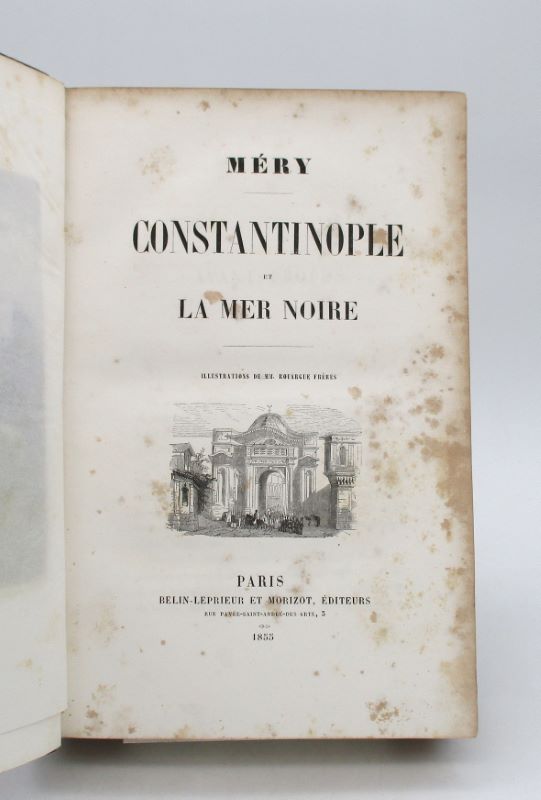 MÉRY
CONSTANTINOPLE
ET
LA MER NOIRE
ILLUSTRATIONS DE MM. ROUARGUE FRÈRES
PARIS
BELIN-LEPRIEUR ET MORIZOT, ÉDITEURS
RUE PAVÉE-SAINT-ANDRÉ-DES ARTS, 5
1855